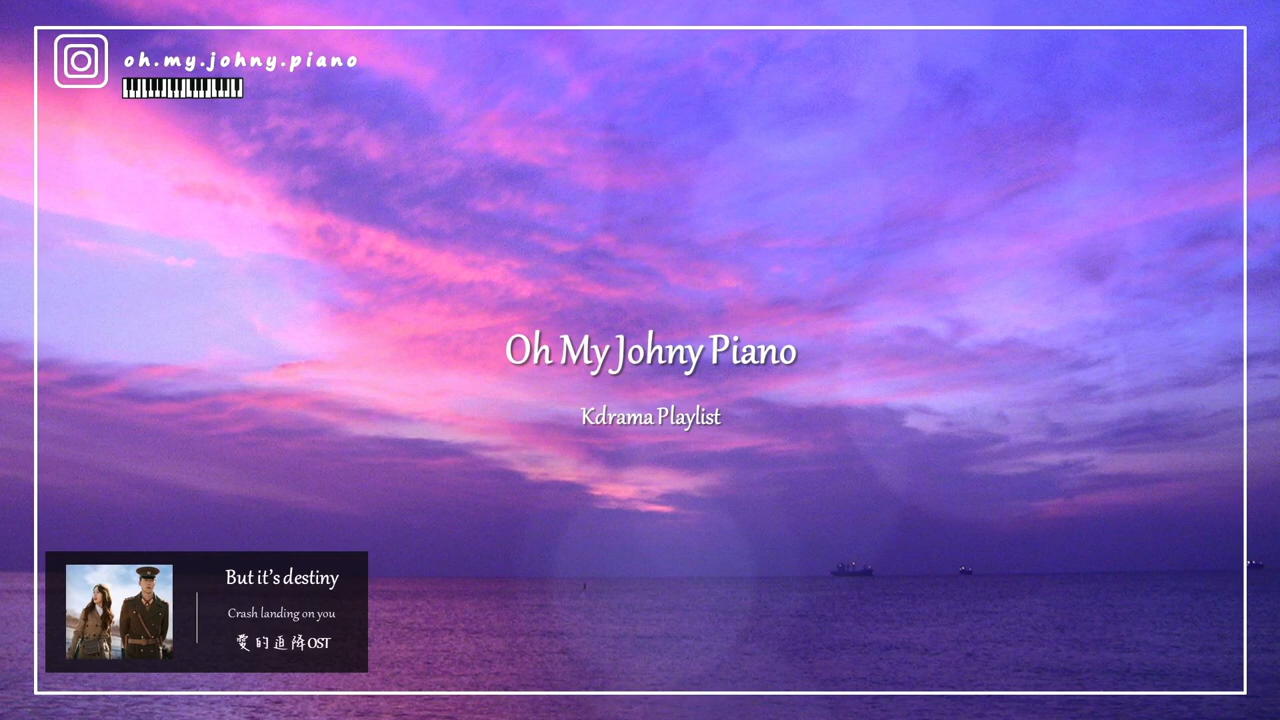 oh.my.johny.piano
Oh My Johny Piano
Kdrama Playlist
But it's destiny
Crash landing on you
愛的迫降OST